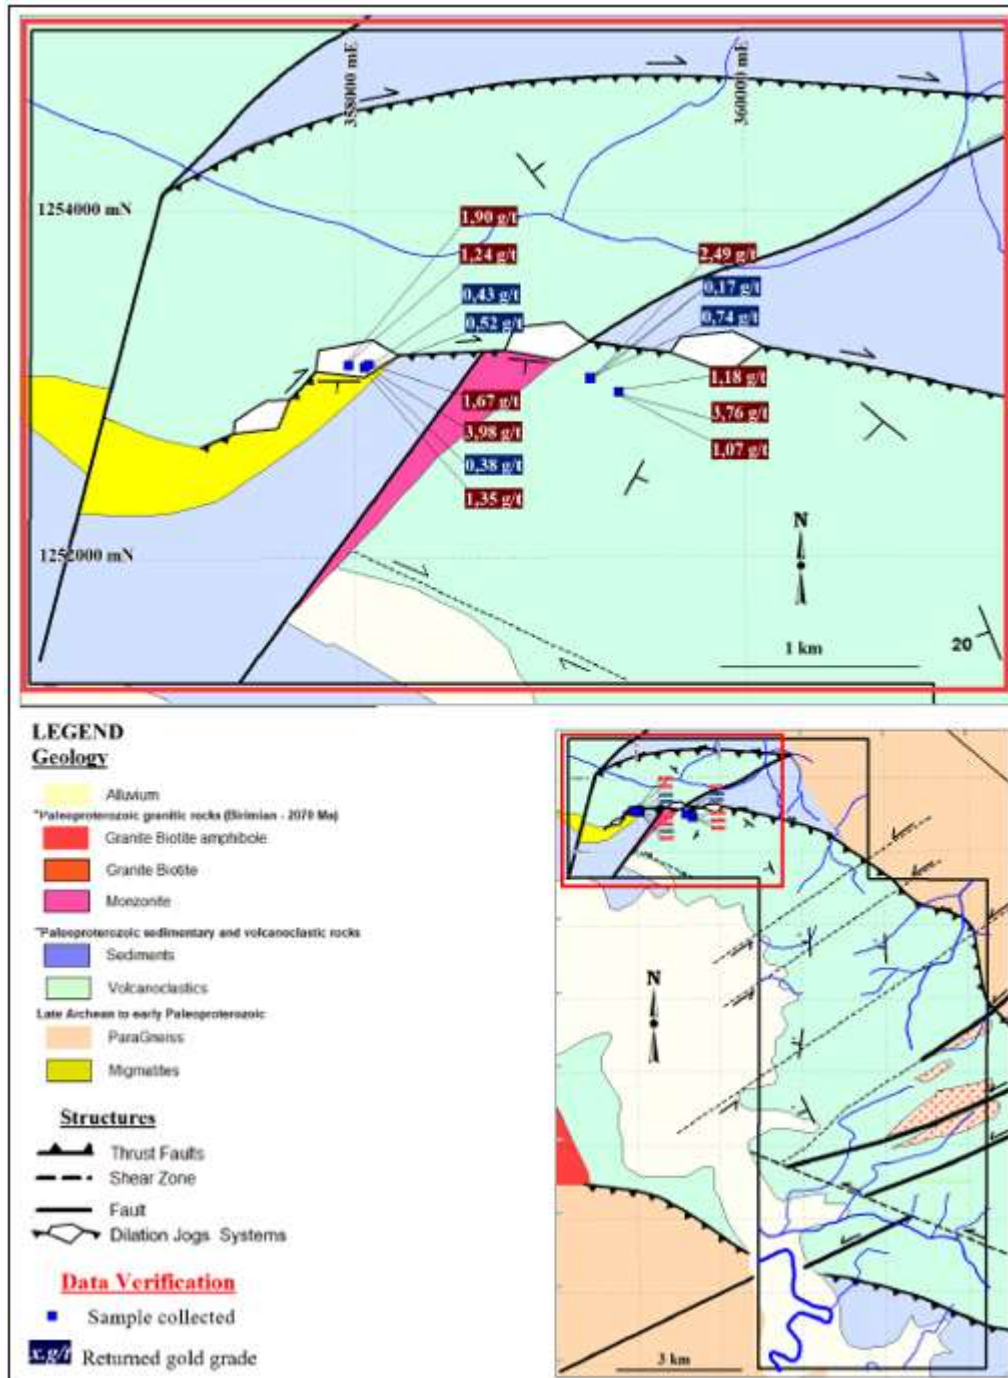 358000 mE
360000 mE
1254000 mN
1,90 g/t
1,24 g/t
0,43 g/t
0,52 g/t
2,49 g/t
0,17 g/t
0,74 g/t
1,67 g/t
3,98 g/t
0,38 g/t
1,35 g/t
1,18 g/t
3,76 g/t
1,07 g/t
1252000 mN
N
1 km
20
LEGEND
Geology
Alluvium
"Paleoproterozoic granitic rocks (Birimian - 2070 Ma)
Granite Biotite amphibole
Granite Biotite
Monzonite
"Paleoproterozoic sedimentary and volcanoclastic rocks
Sediments
Volcanoclastics
Late Archean to early Paleoproterozoic
ParaGneiss
Migmatites
Structures
Thrust Faults
Shear Zone
Fault
Dilation Jogs Systems
Data Verification
Sample collected
x.g/t Returned gold grade
N
3 km